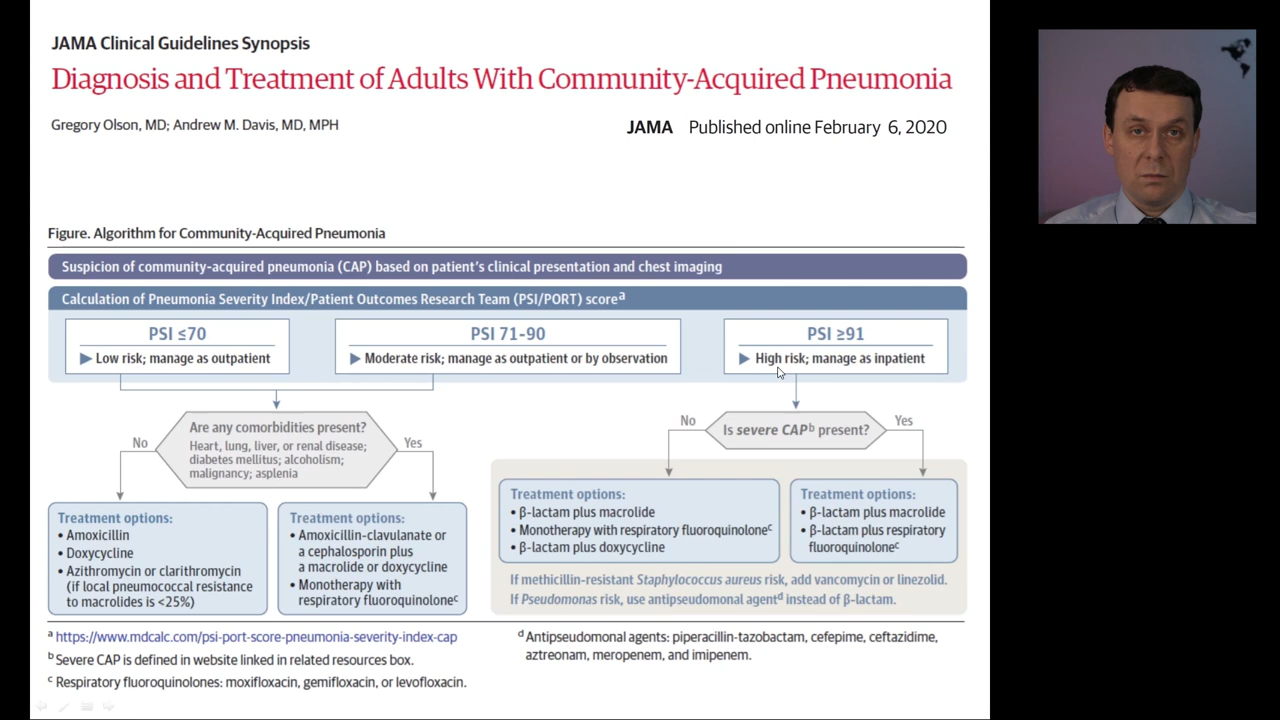 JAMA Clinical Guidelines Synopsis
Diagnosis and Treatment of Adults With Community-Acquired Pneumonia
Gregory Olson, MD; Andrew M. Davis, MD, MPH
JAMA Published online February 6, 2020
Figure. Algorithm for Community-Acquired Pneumonia
Suspicion of community-acquired pneumonia (CAP) based on patient's clinical presentation and chest imaging
Calculation of Pneumonia Severity Index/Patient Outcomes Research Team (PSI/PORT) score^a
PSI ≤70
▶ Low risk; manage as outpatient
PSI 71-90
▶ Moderate risk; manage as outpatient or by observation
PSI ≥91
▶ High risk; manage as inpatient
No
Are any comorbidities present?
Heart, lung, liver, or renal disease;
diabetes mellitus; alcoholism;
malignancy; asplenia
Yes
No
Is severe CAP^b present?
Yes
Treatment options:
• Amoxicillin
• Doxycycline
• Azithromycin or clarithromycin
(if local pneumococcal resistance
to macrolides is <25%)
Treatment options:
• Amoxicillin-clavulanate or
a cephalosporin plus
a macrolide or doxycycline
• Monotherapy with
respiratory fluoroquinolone^c
Treatment options:
• β-lactam plus macrolide
• Monotherapy with respiratory fluoroquinolone^c
• β-lactam plus doxycycline
Treatment options:
• β-lactam plus macrolide
• β-lactam plus respiratory
fluoroquinolone^c
If methicillin-resistant Staphylococcus aureus risk, add vancomycin or linezolid.
If Pseudomonas risk, use antipseudomonal agent^d instead of β-lactam.
^a https://www.mdcalc.com/psi-port-score-pneumonia-severity-index-cap
^b Severe CAP is defined in website linked in related resources box.
^c Respiratory fluoroquinolones: moxifloxacin, gemifloxacin, or levofloxacin.
^d Antipseudomonal agents: piperacillin-tazobactam, cefepime, ceftazidime,
aztreonam, meropenem, and imipenem.